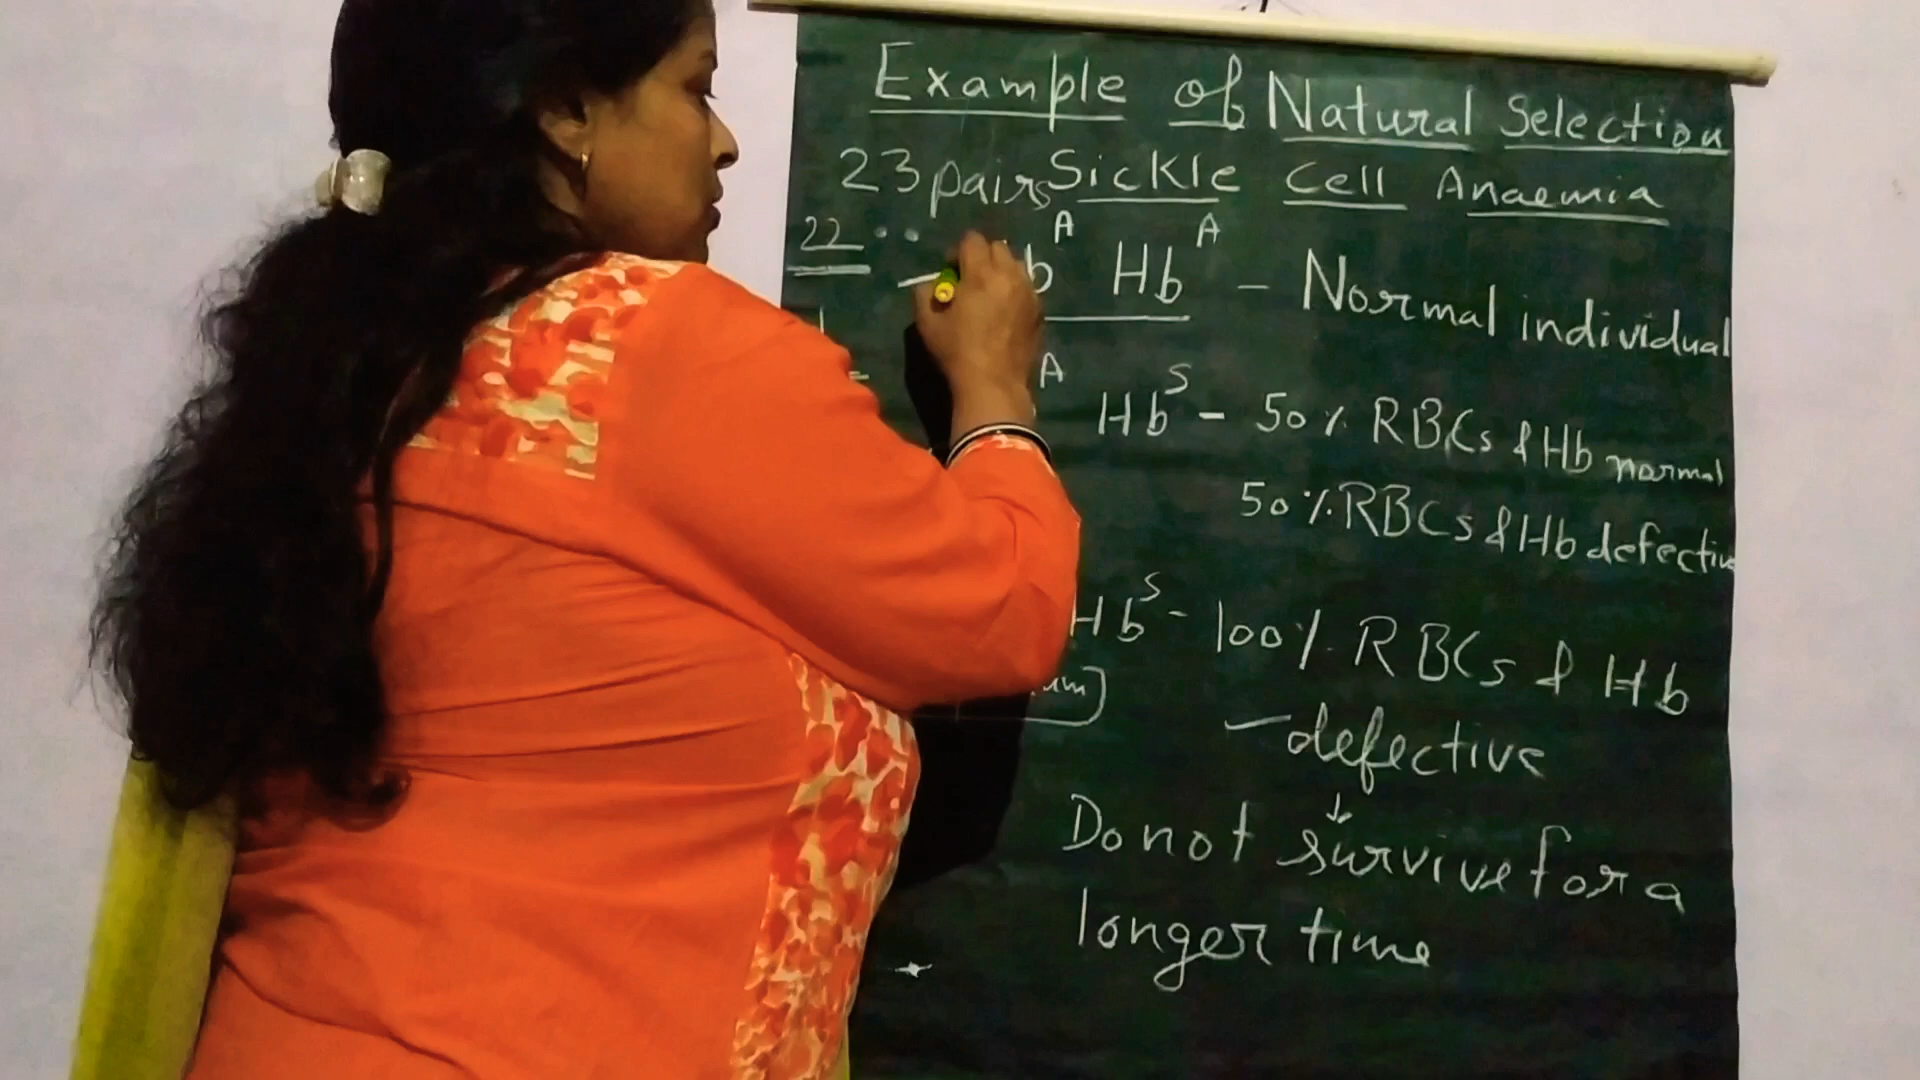 Example of Natural Selection
23 pairs Sickle Cell Anaemia
22
A A
b Hb - Normal individual
A S
Hb - 50% RBCs & Hb normal
50% RBCs & Hb defective
S
Hb - 100% RBCs & Hb
- defective
↓
Do not survive for a
longer time